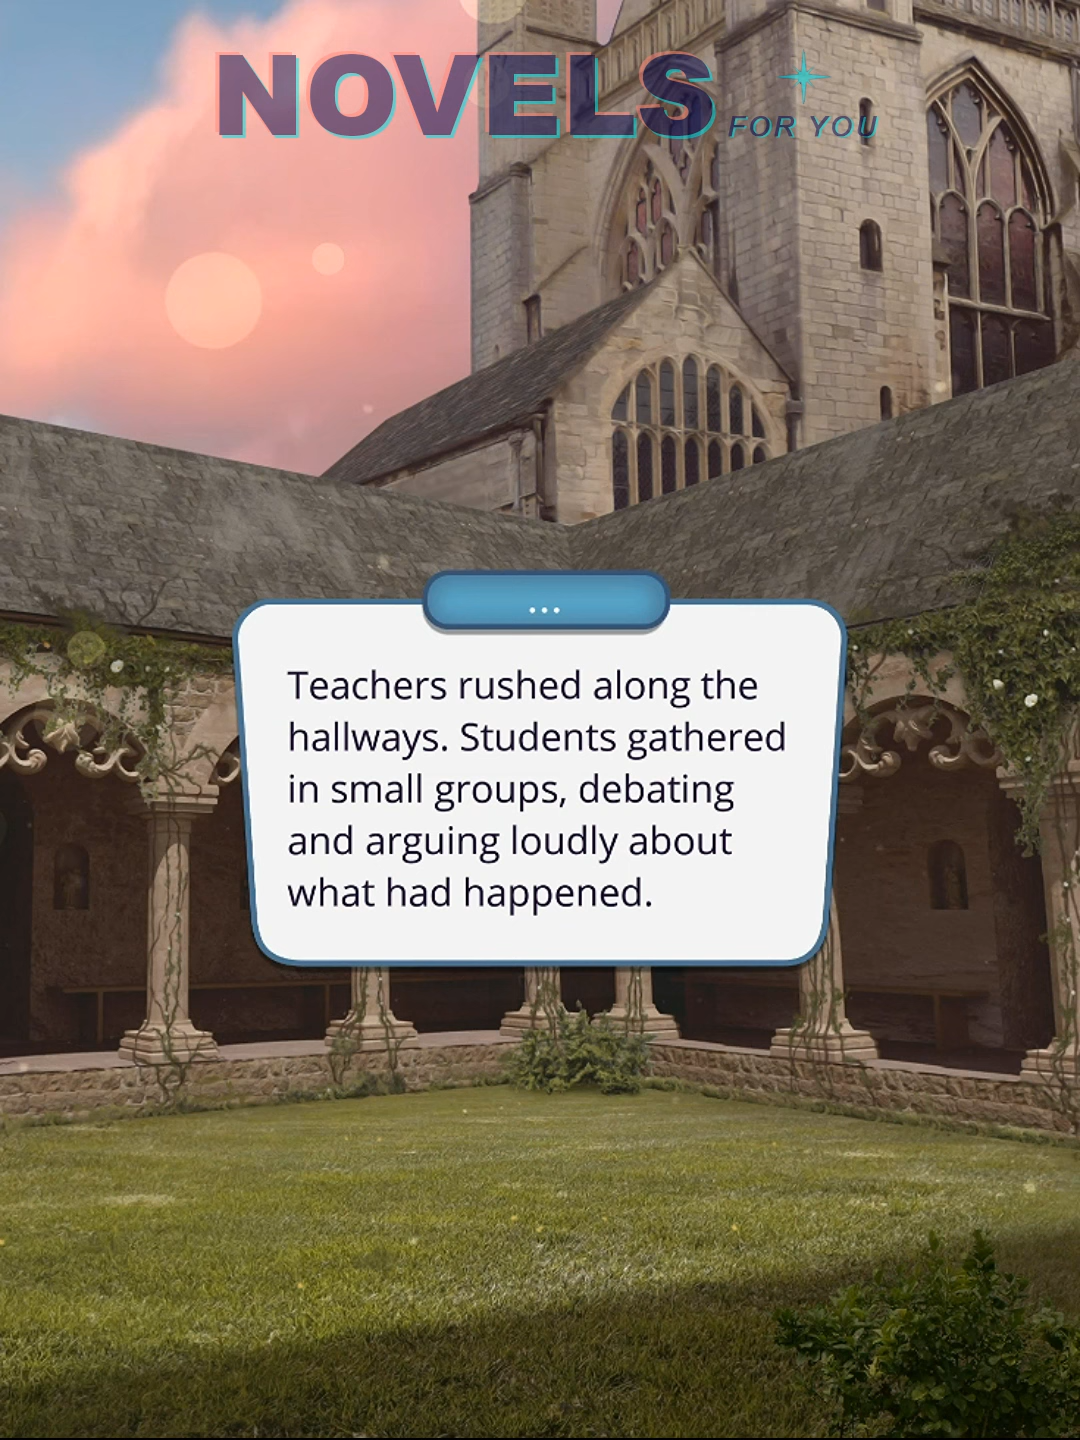 NOVELS
FOR YOU
...
Teachers rushed along the
hallways. Students gathered
in small groups, debating
and arguing loudly about
what had happened.